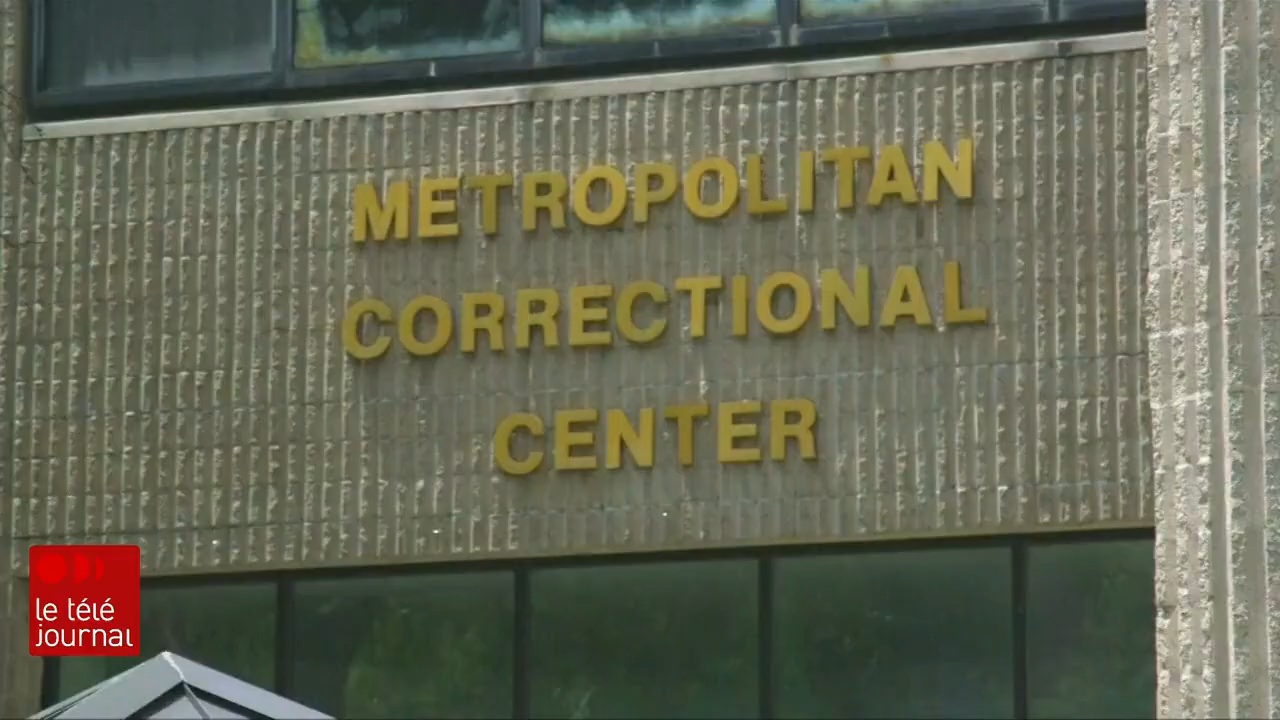 METROPOLITAN
CORRECTIONAL
CENTER
le télé
journal